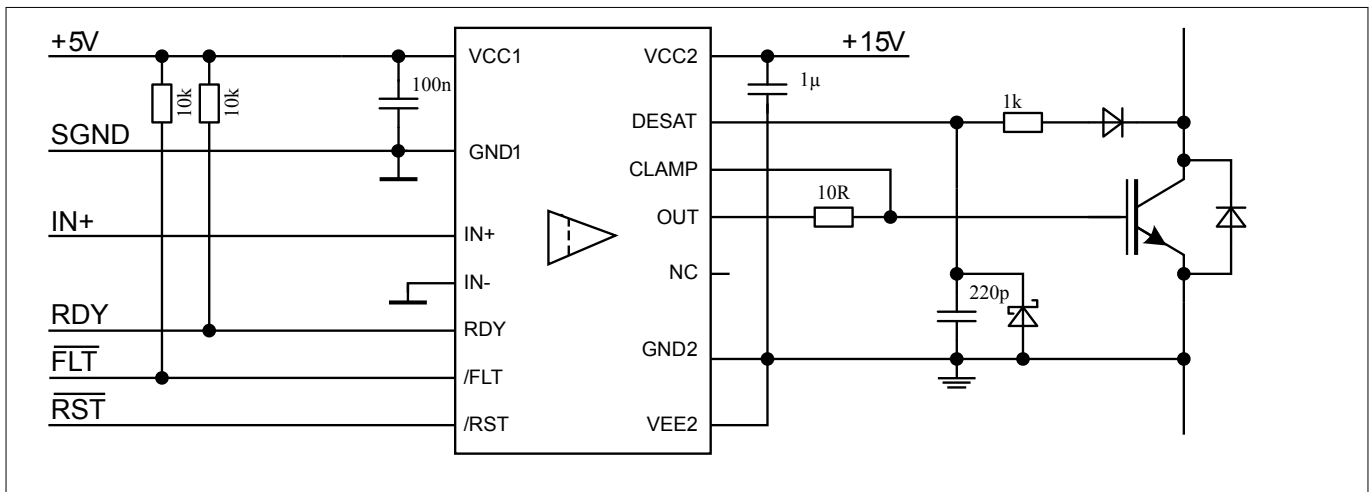 +5V
SGND
IN+
RDY
FLT
RST
10k
10k
100n
VCC1
GND1
IN+
IN-
RDY
/FLT
/RST
VCC2
DESAT
CLAMP
OUT
NC
GND2
VEE2
+15V
1µ
1k
10R
220p